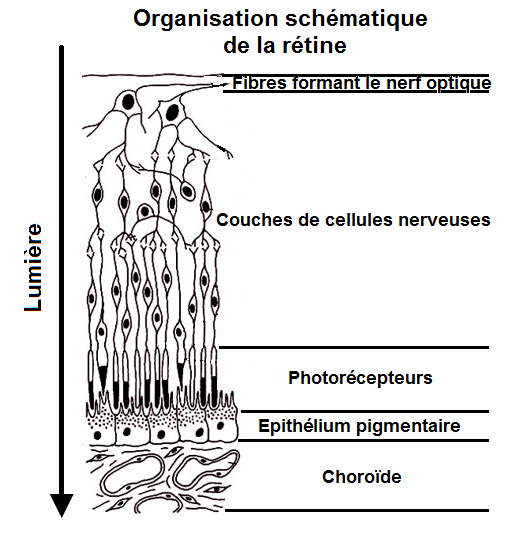 Organisation schématique
de la rétine
Fibres formant le nerf optique
Couches de cellules nerveuses
Lumière
Photorécepteurs
Epithélium pigmentaire
Choroïde